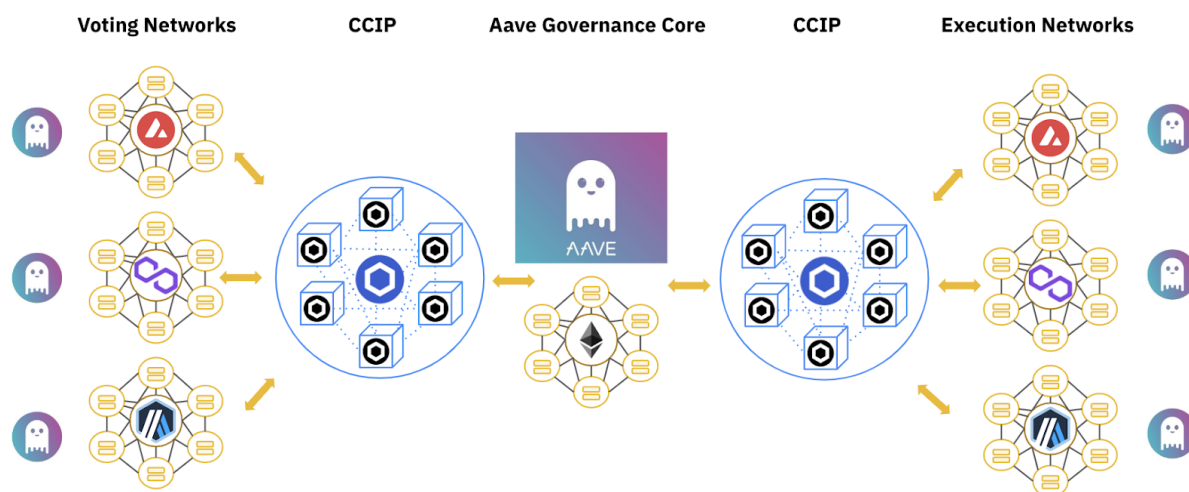 Voting Networks
CCIP
Aave Governance Core
CCIP
Execution Networks
AAVE